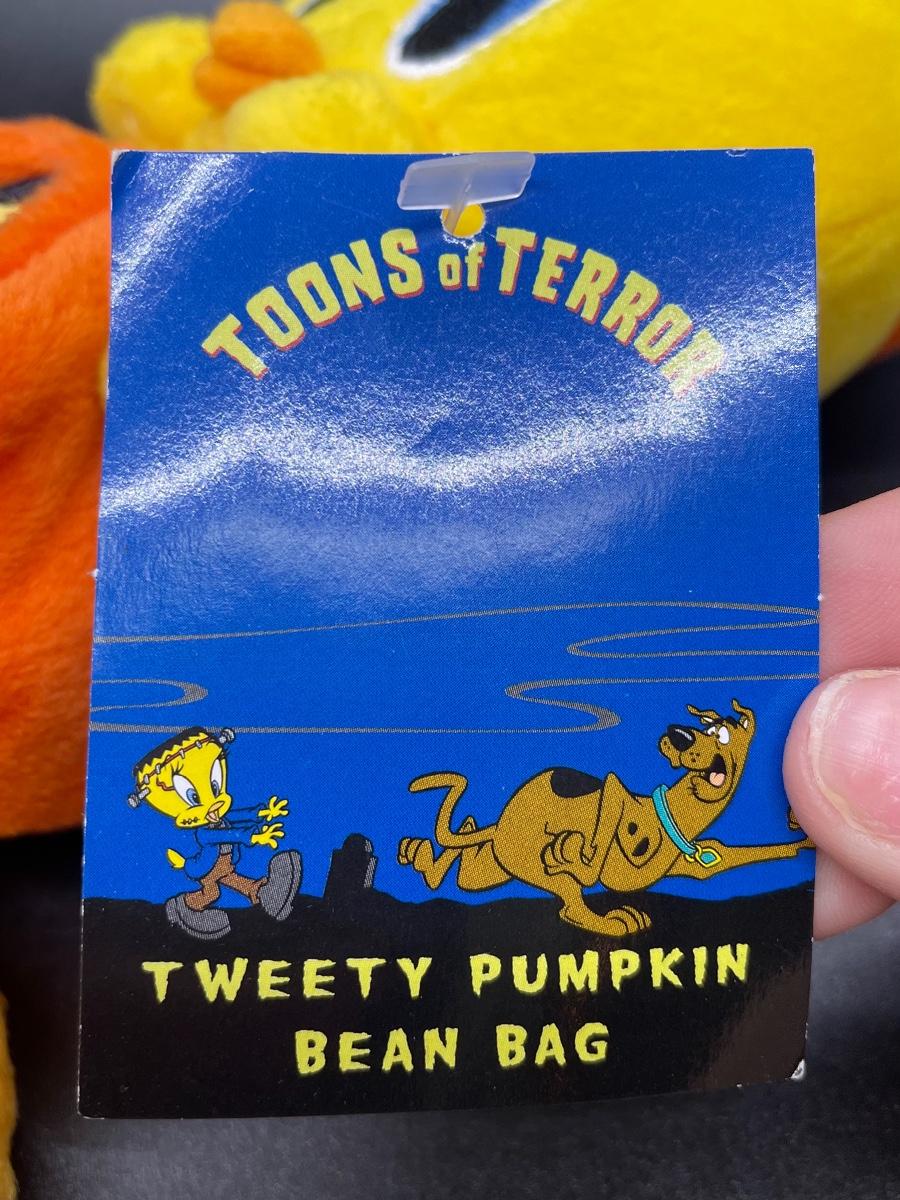 TOONS of TERROR
TWEETY PUMPKIN
BEAN BAG